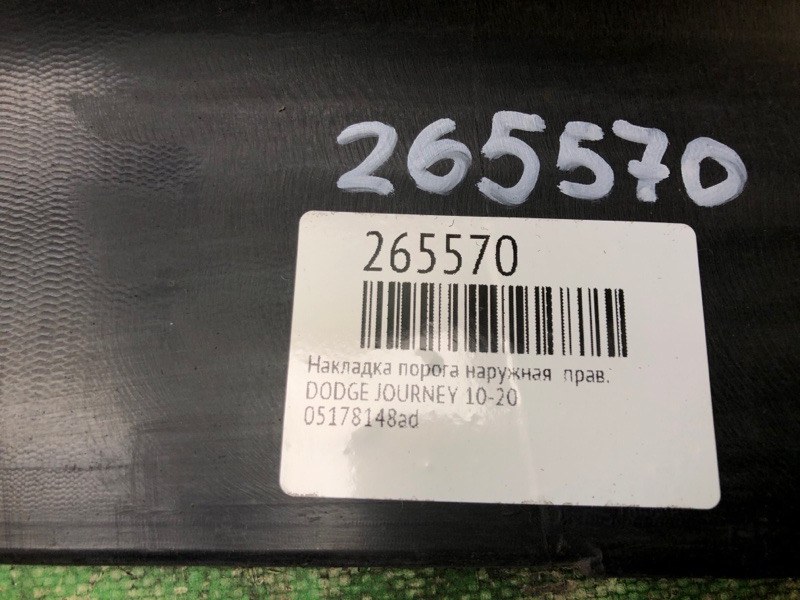 265570
265570
Накладка порога наружная прав.
DODGE JOURNEY 10-20
05178148ad